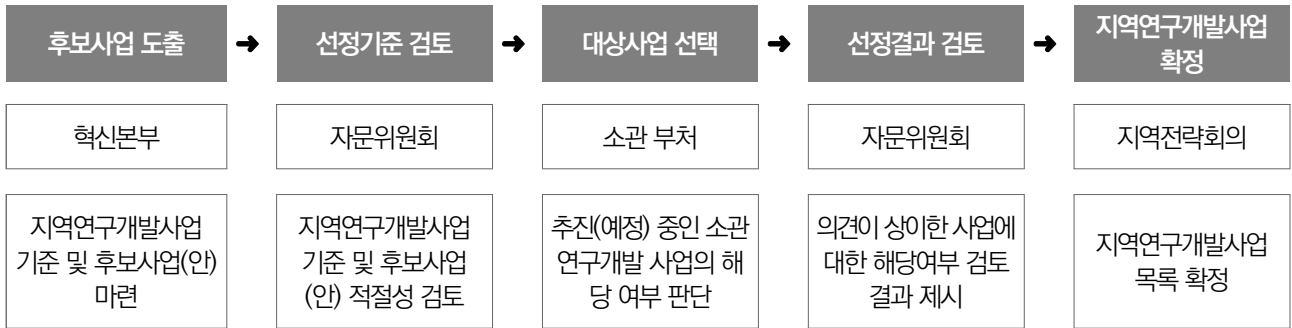 후보사업 도출
➜
선정기준 검토
➜
대상사업 선택
➜
선정결과 검토
➜
지역연구개발사업
확정
혁신본부
자문위원회
소관 부처
자문위원회
지역전략회의
지역연구개발사업
기준 및 후보사업(안)
마련
지역연구개발사업
기준 및 후보사업
(안) 적절성 검토
추진(예정) 중인 소관
연구개발 사업의 해
당 여부 판단
의견이 상이한 사업에
대한 해당여부 검토
결과 제시
지역연구개발사업
목록 확정